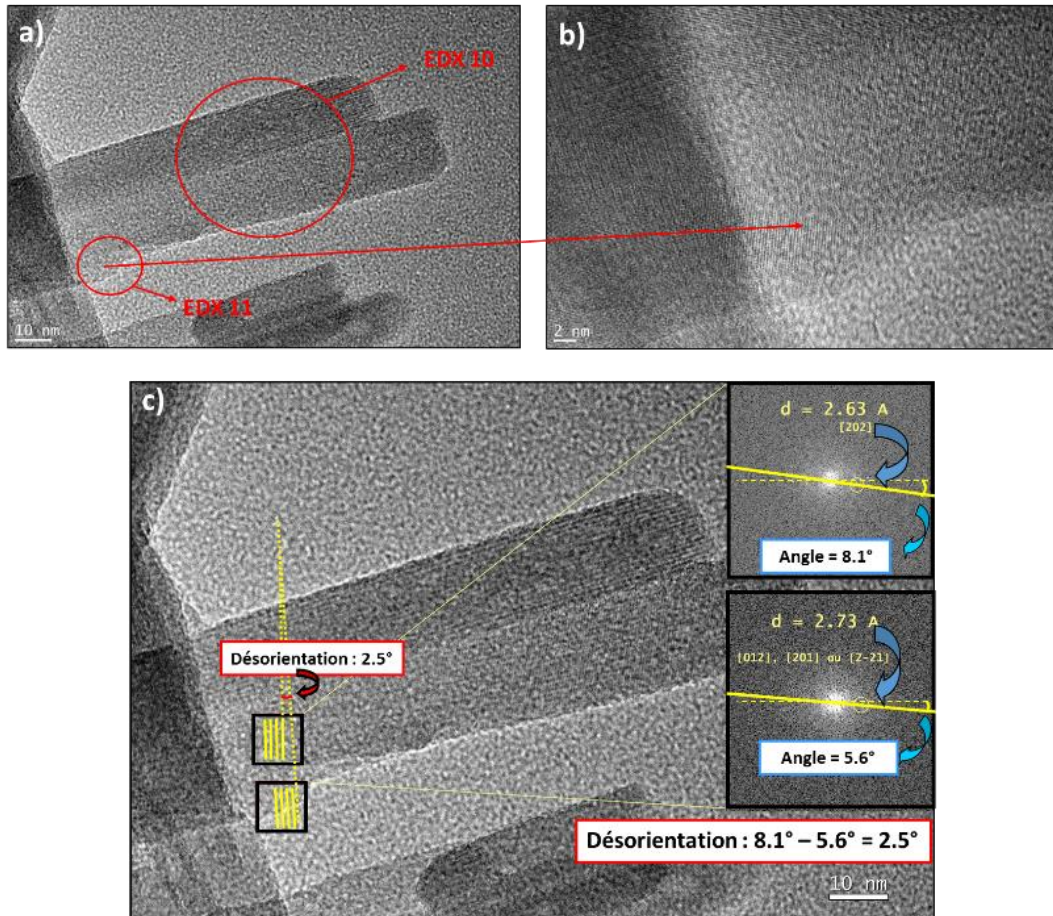 a)
EDX 10
EDX 11
10 nm
b)
2 nm
c)
d = 2.63 A
[202]
Angle = 8.1°
Désorientation : 2.5°
d = 2.73 A
[012], [201] ou [2-21]
Angle = 5.6°
Désorientation : 8.1° – 5.6° = 2.5°
10 nm